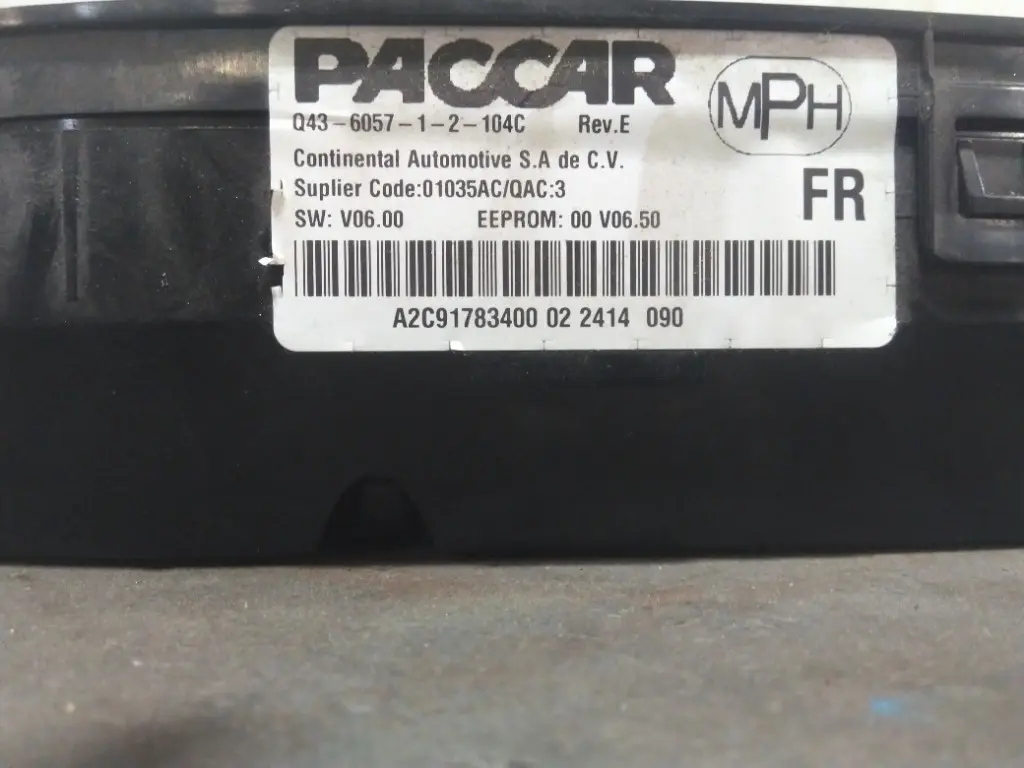 PACCAR
MPH
Q43-6057-1-2-104C Rev.E
Continental Automotive S.A de C.V.
Suplier Code:01035AC/QAC:3
FR
SW: V06.00 EEPROM: 00 V06.50
A2C91783400 02 2414 090